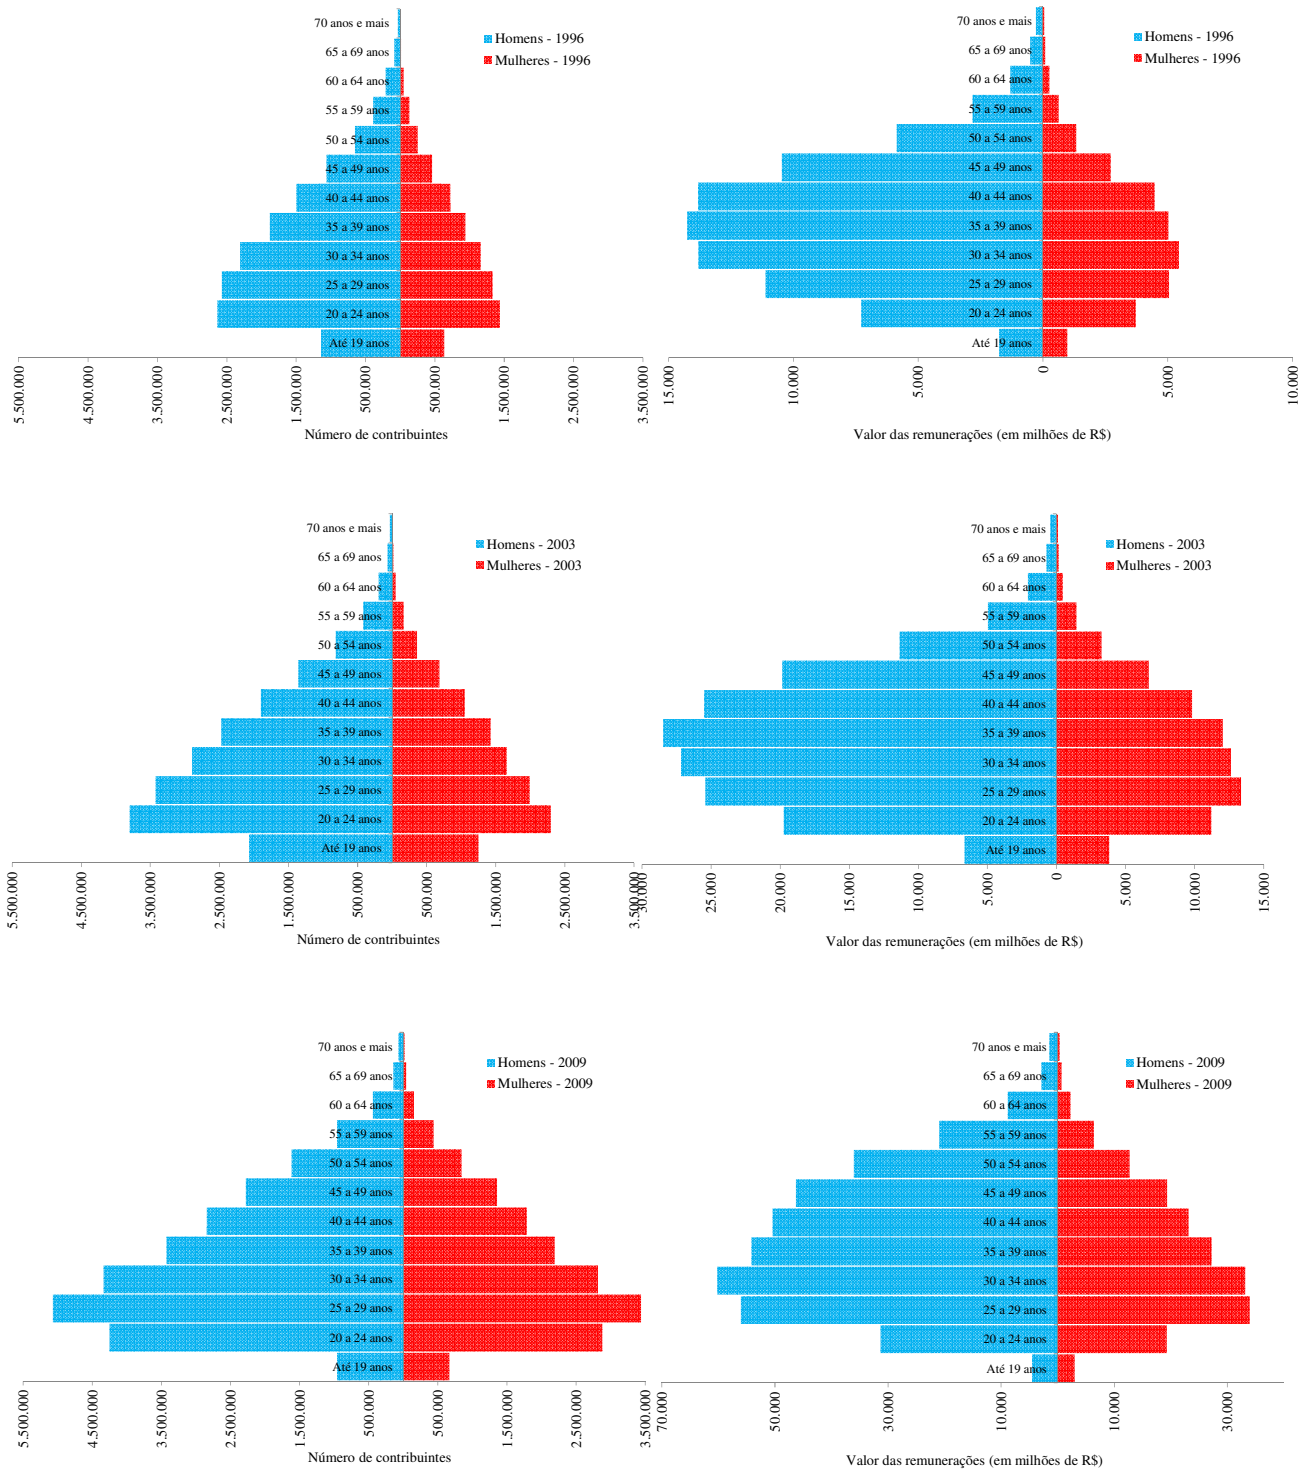 70 anos e mais
65 a 69 anos
60 a 64 anos
55 a 59 anos
50 a 54 anos
45 a 49 anos
40 a 44 anos
35 a 39 anos
30 a 34 anos
25 a 29 anos
20 a 24 anos
Até 19 anos
Homens - 1996
Mulheres - 1996
5.500.000
4.500.000
3.500.000
2.500.000
1.500.000
500.000
500.000
1.500.000
2.500.000
3.500.000
Número de contribuintes
70 anos e mais
65 a 69 anos
60 a 64 anos
55 a 59 anos
50 a 54 anos
45 a 49 anos
40 a 44 anos
35 a 39 anos
30 a 34 anos
25 a 29 anos
20 a 24 anos
Até 19 anos
Homens - 1996
Mulheres - 1996
15.000
10.000
5.000
0
5.000
10.000
Valor das remunerações (em milhões de R$)
70 anos e mais
65 a 69 anos
60 a 64 anos
55 a 59 anos
50 a 54 anos
45 a 49 anos
40 a 44 anos
35 a 39 anos
30 a 34 anos
25 a 29 anos
20 a 24 anos
Até 19 anos
Homens - 2003
Mulheres - 2003
5.500.000
4.500.000
3.500.000
2.500.000
1.500.000
500.000
500.000
1.500.000
2.500.000
3.500.000
Número de contribuintes
70 anos e mais
65 a 69 anos
60 a 64 anos
55 a 59 anos
50 a 54 anos
45 a 49 anos
40 a 44 anos
35 a 39 anos
30 a 34 anos
25 a 29 anos
20 a 24 anos
Até 19 anos
Homens - 2003
Mulheres - 2003
30.000
25.000
20.000
15.000
10.000
5.000
0
5.000
10.000
15.000
Valor das remunerações (em milhões de R$)
70 anos e mais
65 a 69 anos
60 a 64 anos
55 a 59 anos
50 a 54 anos
45 a 49 anos
40 a 44 anos
35 a 39 anos
30 a 34 anos
25 a 29 anos
20 a 24 anos
Até 19 anos
Homens - 2009
Mulheres - 2009
5.500.000
4.500.000
3.500.000
2.500.000
1.500.000
500.000
500.000
1.500.000
2.500.000
3.500.000
Número de contribuintes
70 anos e mais
65 a 69 anos
60 a 64 anos
55 a 59 anos
50 a 54 anos
45 a 49 anos
40 a 44 anos
35 a 39 anos
30 a 34 anos
25 a 29 anos
20 a 24 anos
Até 19 anos
Homens - 2009
Mulheres - 2009
70.000
50.000
30.000
10.000
10.000
30.000
Valor das remunerações (em milhões de R$)